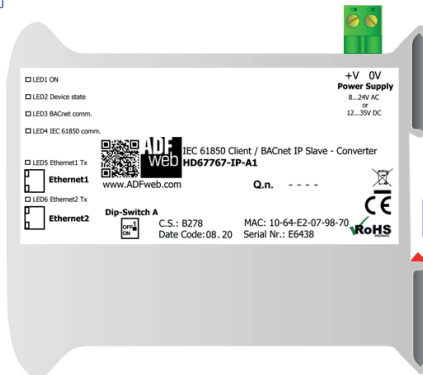 +V 0V
Power Supply
8...24V AC
or
12...35V DC
LED1 ON
LED2 Device state
LED3 BACnet comm.
LED4 IEC 61850 comm.
ADF
web
IEC 61850 Client / BACnet IP Slave - Converter
HD67767-IP-A1
LED5 Ethernet1 Tx
Ethernet1
www.ADFweb.com
Q.n. - - - -
LED6 Ethernet2 Tx
Ethernet2
Dip-Switch A
OFF
ON
1
C.S.: B278
MAC: 10-64-E2-07-98-70
Date Code:08. 20
Serial Nr.: E6438
CE
RoHS